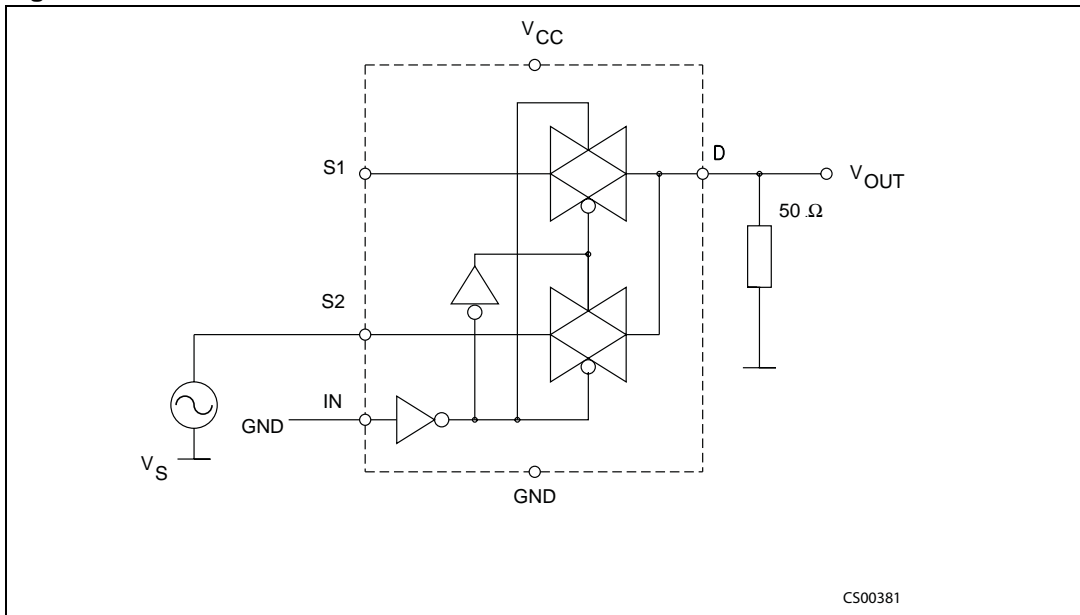 V_CC
S1
D
V_OUT
50 .Ω
S2
IN
GND
V_S
GND
CS00381